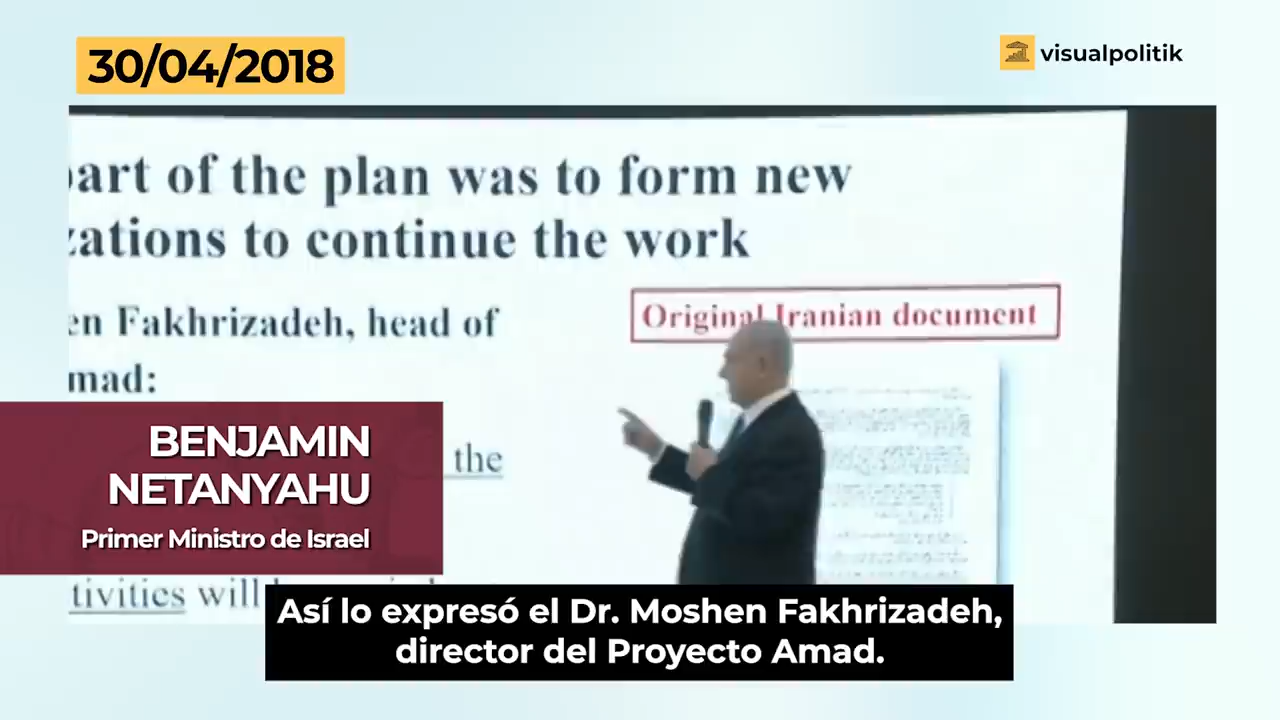 30/04/2018
visualpolitik
part of the plan was to form new
zations to continue the work
en Fakhrizadeh, head of
mad:
Original Iranian document
the
tivities will
BENJAMIN
NETANYAHU
Primer Ministro de Israel
Así lo expresó el Dr. Moshen Fakhrizadeh,
director del Proyecto Amad.